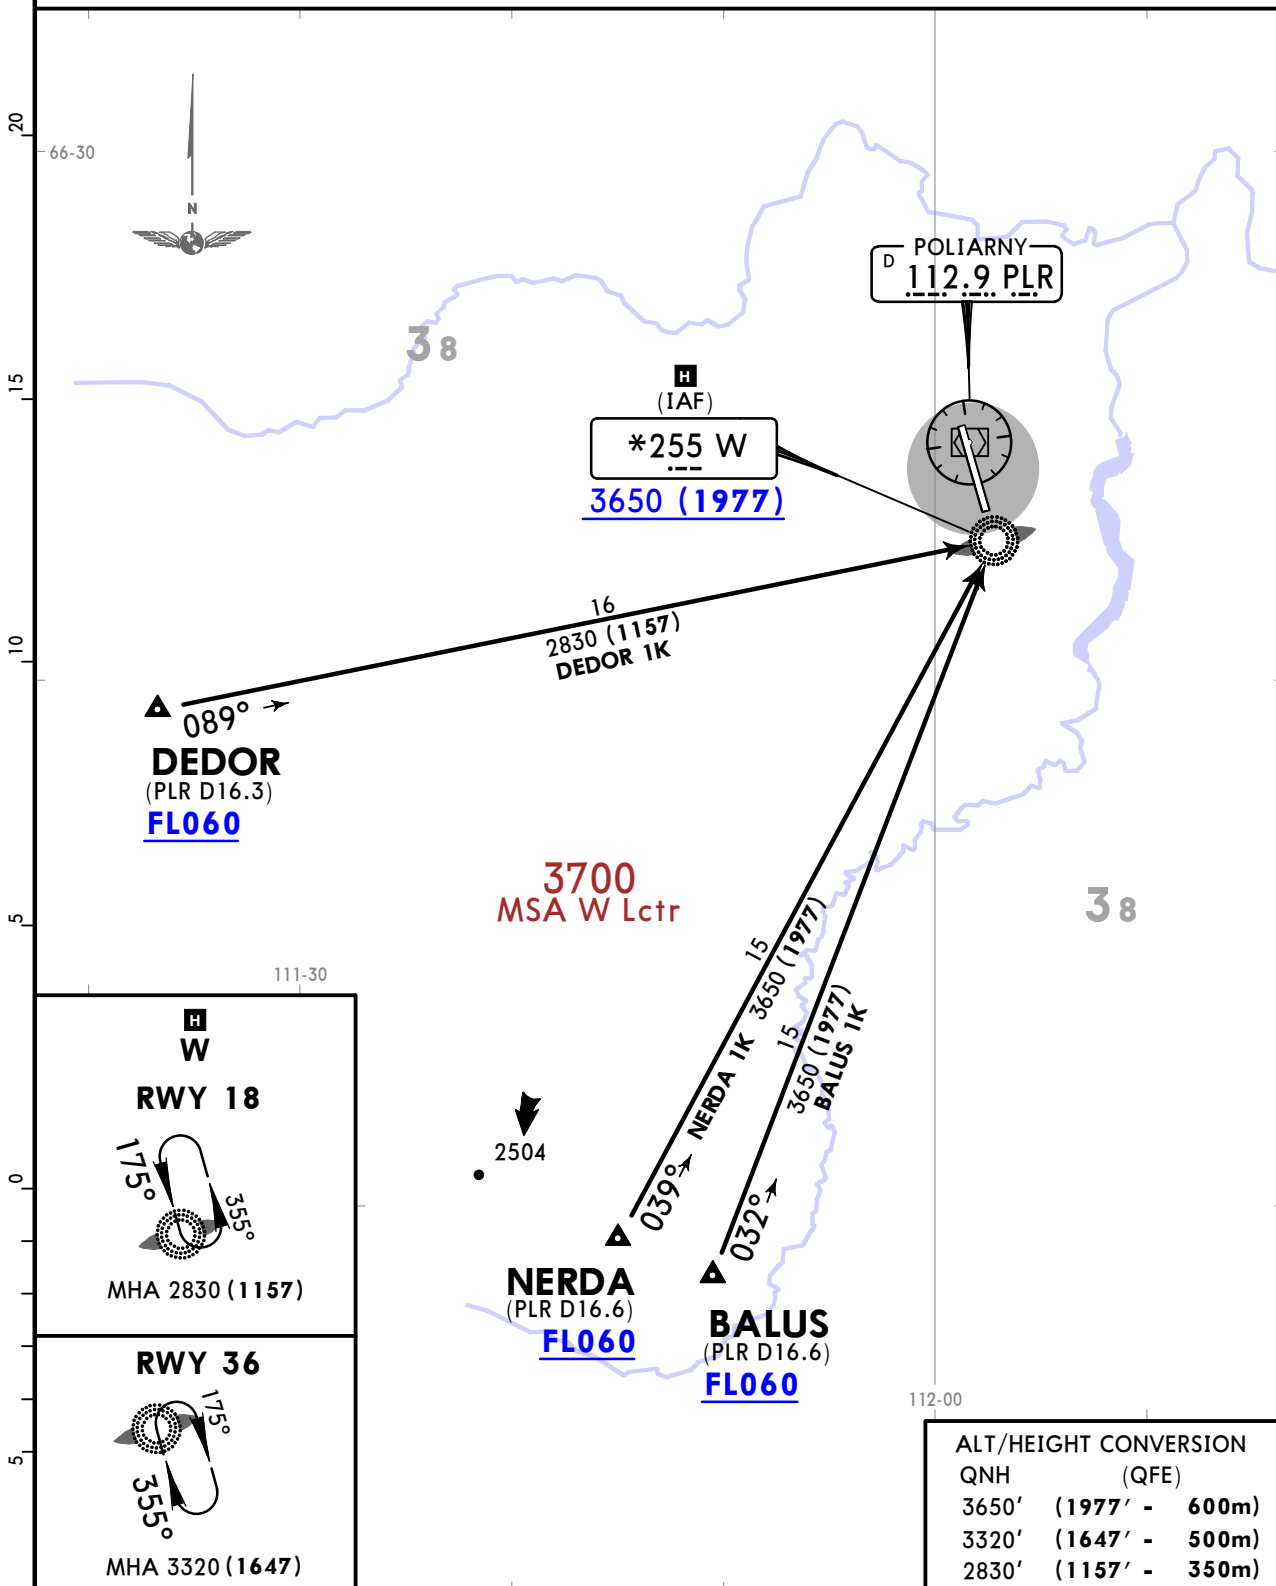 20
66-30
N
POLIARNY
D 112.9 PLR
38
H
(IAF)
*255 W
3650 (1977)
15
16
2830 (1157)
DEDOR 1K
10
089°
DEDOR
(PLR D16.3)
FL060
3700
MSA W Lctr
38
5
111-30
15
NERDA 1K 3650 (1977)
15
3650 (1977)
BALUS 1K
H
W
RWY 18
175°
355°
MHA 2830 (1157)
2504
0
039°
032°
NERDA
(PLR D16.6)
FL060
BALUS
(PLR D16.6)
FL060
RWY 36
175°
355°
MHA 3320 (1647)
5
112-00
ALT/HEIGHT CONVERSION
QNH (QFE)
3650' (1977' - 600m)
3320' (1647' - 500m)
2830' (1157' - 350m)